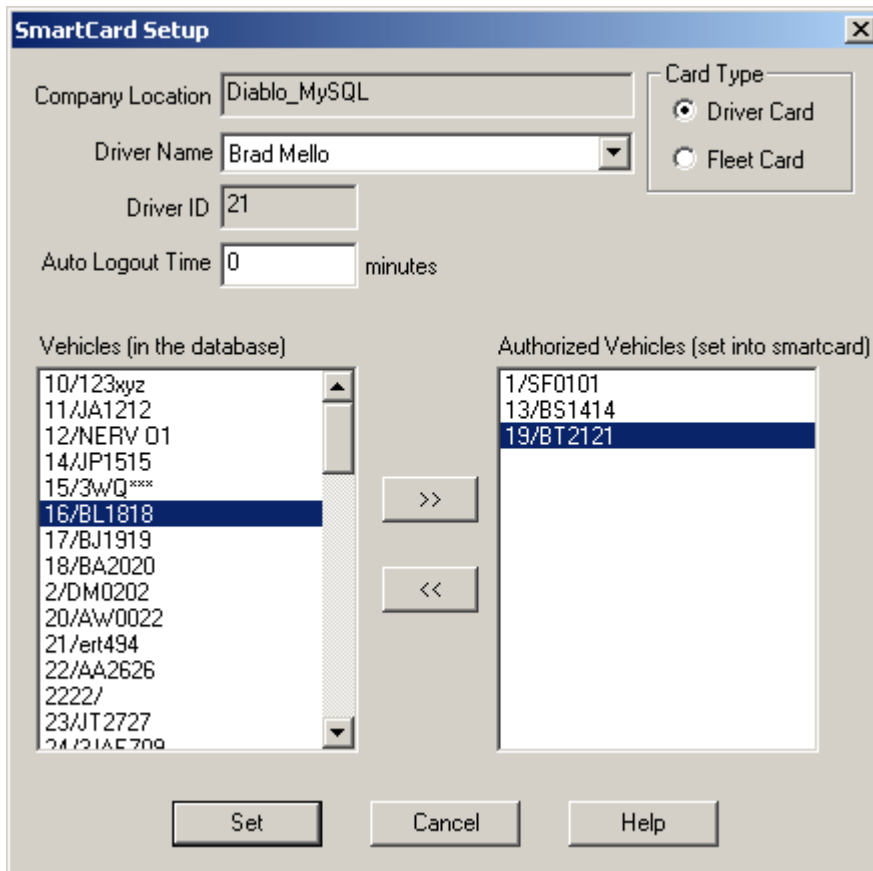 SmartCard Setup
Company Location Diablo_MySQL
Card Type
Driver Card
Fleet Card
Driver Name Brad Mello
Driver ID 21
Auto Logout Time 0 minutes
Vehicles (in the database)
10/123xyz
11/JA1212
12/NERV 01
14/JP1515
15/3WQ***
16/BL1818
17/BJ1919
18/BA2020
2/DM0202
20/AW0022
21/ert494
22/AA2626
2222/
23/JT2727
>>
<<
Authorized Vehicles (set into smartcard)
1/SF0101
13/BS1414
19/BT2121
Set
Cancel
Help